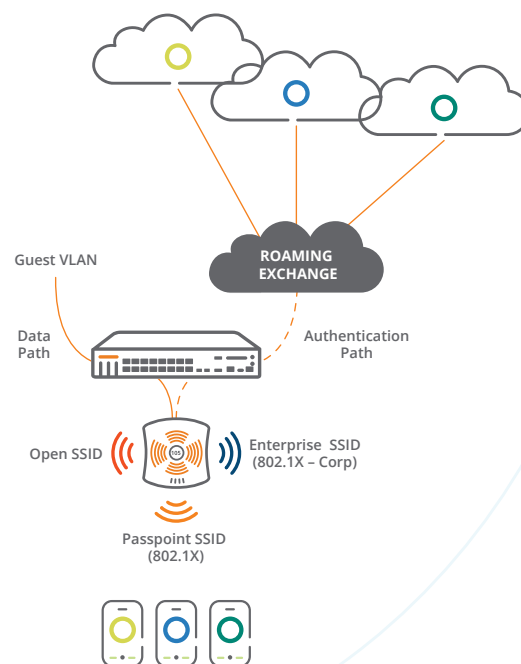 ROAMING
EXCHANGE
Guest VLAN
Data
Path
Authentication
Path
Open SSID
105
Enterprise SSID
(802.1X – Corp)
Passpoint SSID
(802.1X)